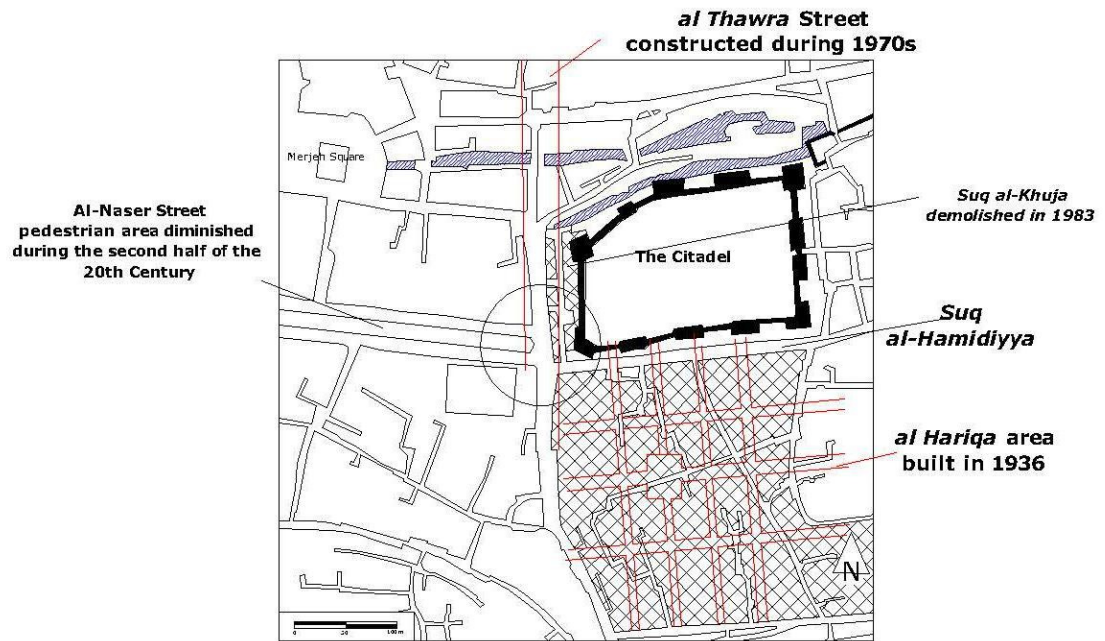 al Thawra Street
constructed during 1970s
Merjeh Square
Al-Naser Street
pedestrian area diminished
during the second half of the
20th Century
Suq al-Khuja
demolished in 1983
The Citadel
Suq
al-Hamidiyya
al Hariqa area
built in 1936
N
0
100m